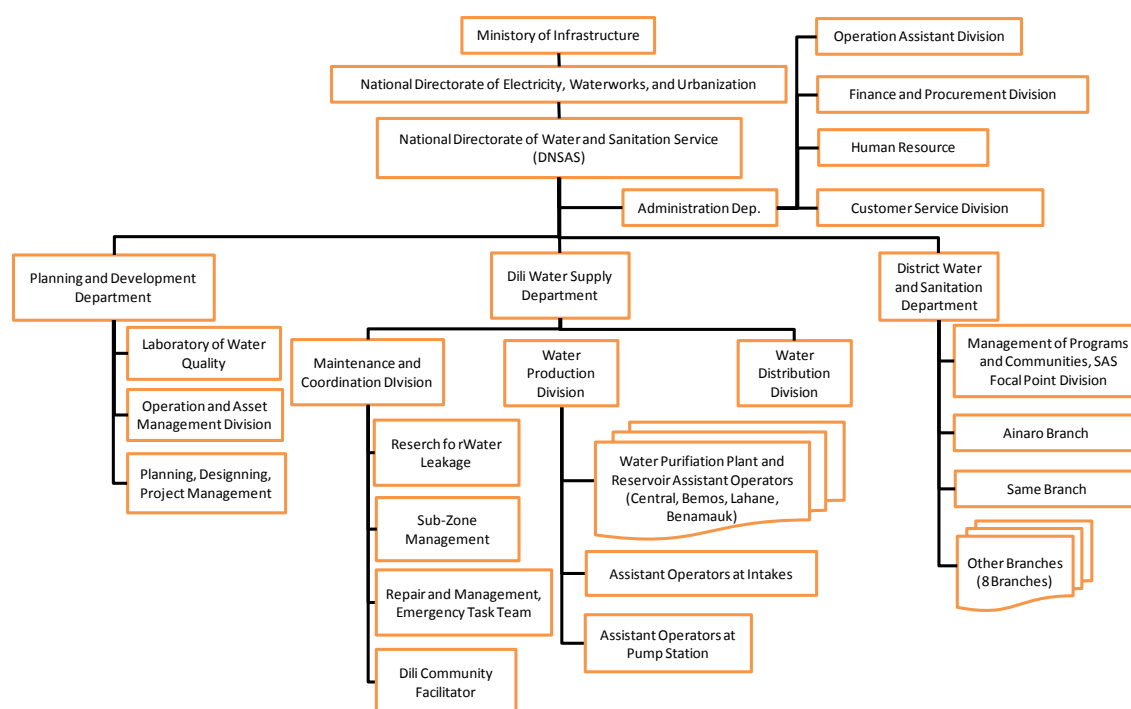 Ministory of Infrastructure
National Directorate of Electricity, Waterworks, and Urbanization
National Directorate of Water and Sanitation Service
(DNSAS)
Administration Dep.
Operation Assistant Division
Finance and Procurement Division
Human Resource
Customer Service Division
Planning and Development
Department
Laboratory of Water
Quality
Operation and Asset
Management Division
Planning, Designning,
Project Management
Dili Water Supply
Department
Maintenance and
Coordination DIvision
Reserch fo rWater
Leakage
Sub-Zone
Management
Repair and Management,
Emergency Task Team
Dili Community
Facilitator
Water
Production
Division
Water Purifiation Plant and
Reservoir Assistant Operators
(Central, Bemos, Lahane,
Benamauk)
Assistant Operators at Intakes
Assistant Operators at
Pump Station
Water
Distribution
Division
District Water
and Sanitation
Department
Management of Programs
and Communities, SAS
Focal Point Division
Ainaro Branch
Same Branch
Other Branches
(8 Branches)